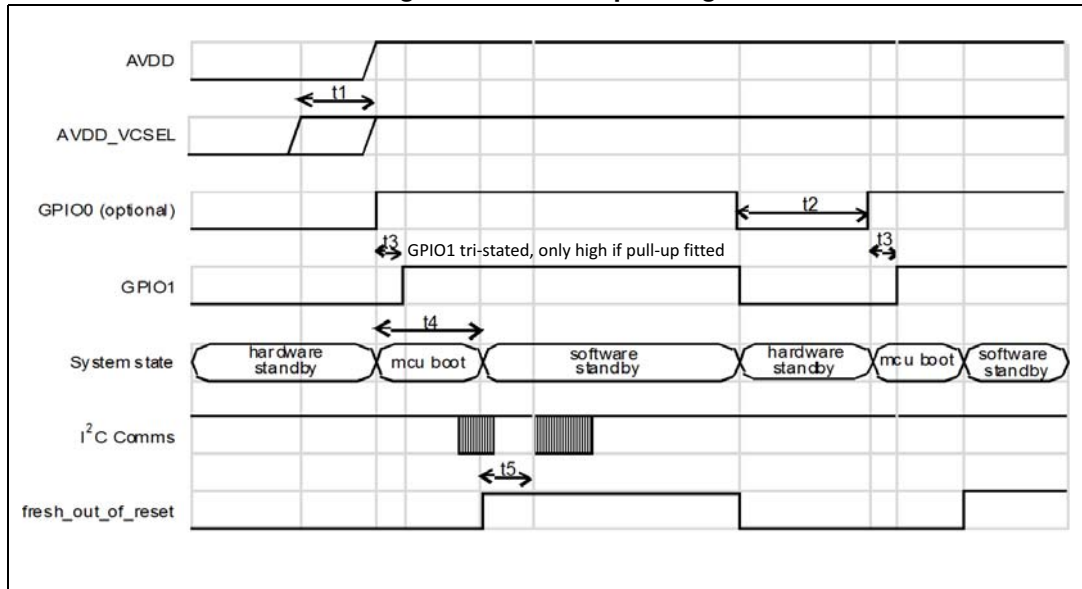 AVDD
t1
AVDD_VCSEL
GPIO0 (optional)
t2
t3 GPIO1 tri-stated, only high if pull-up fitted t3
GPIO1
t4
System state
hardware standby
mcu boot
software standby
hardware standby
mcu boot
software standby
I²C Comms
t5
fresh_out_of_reset